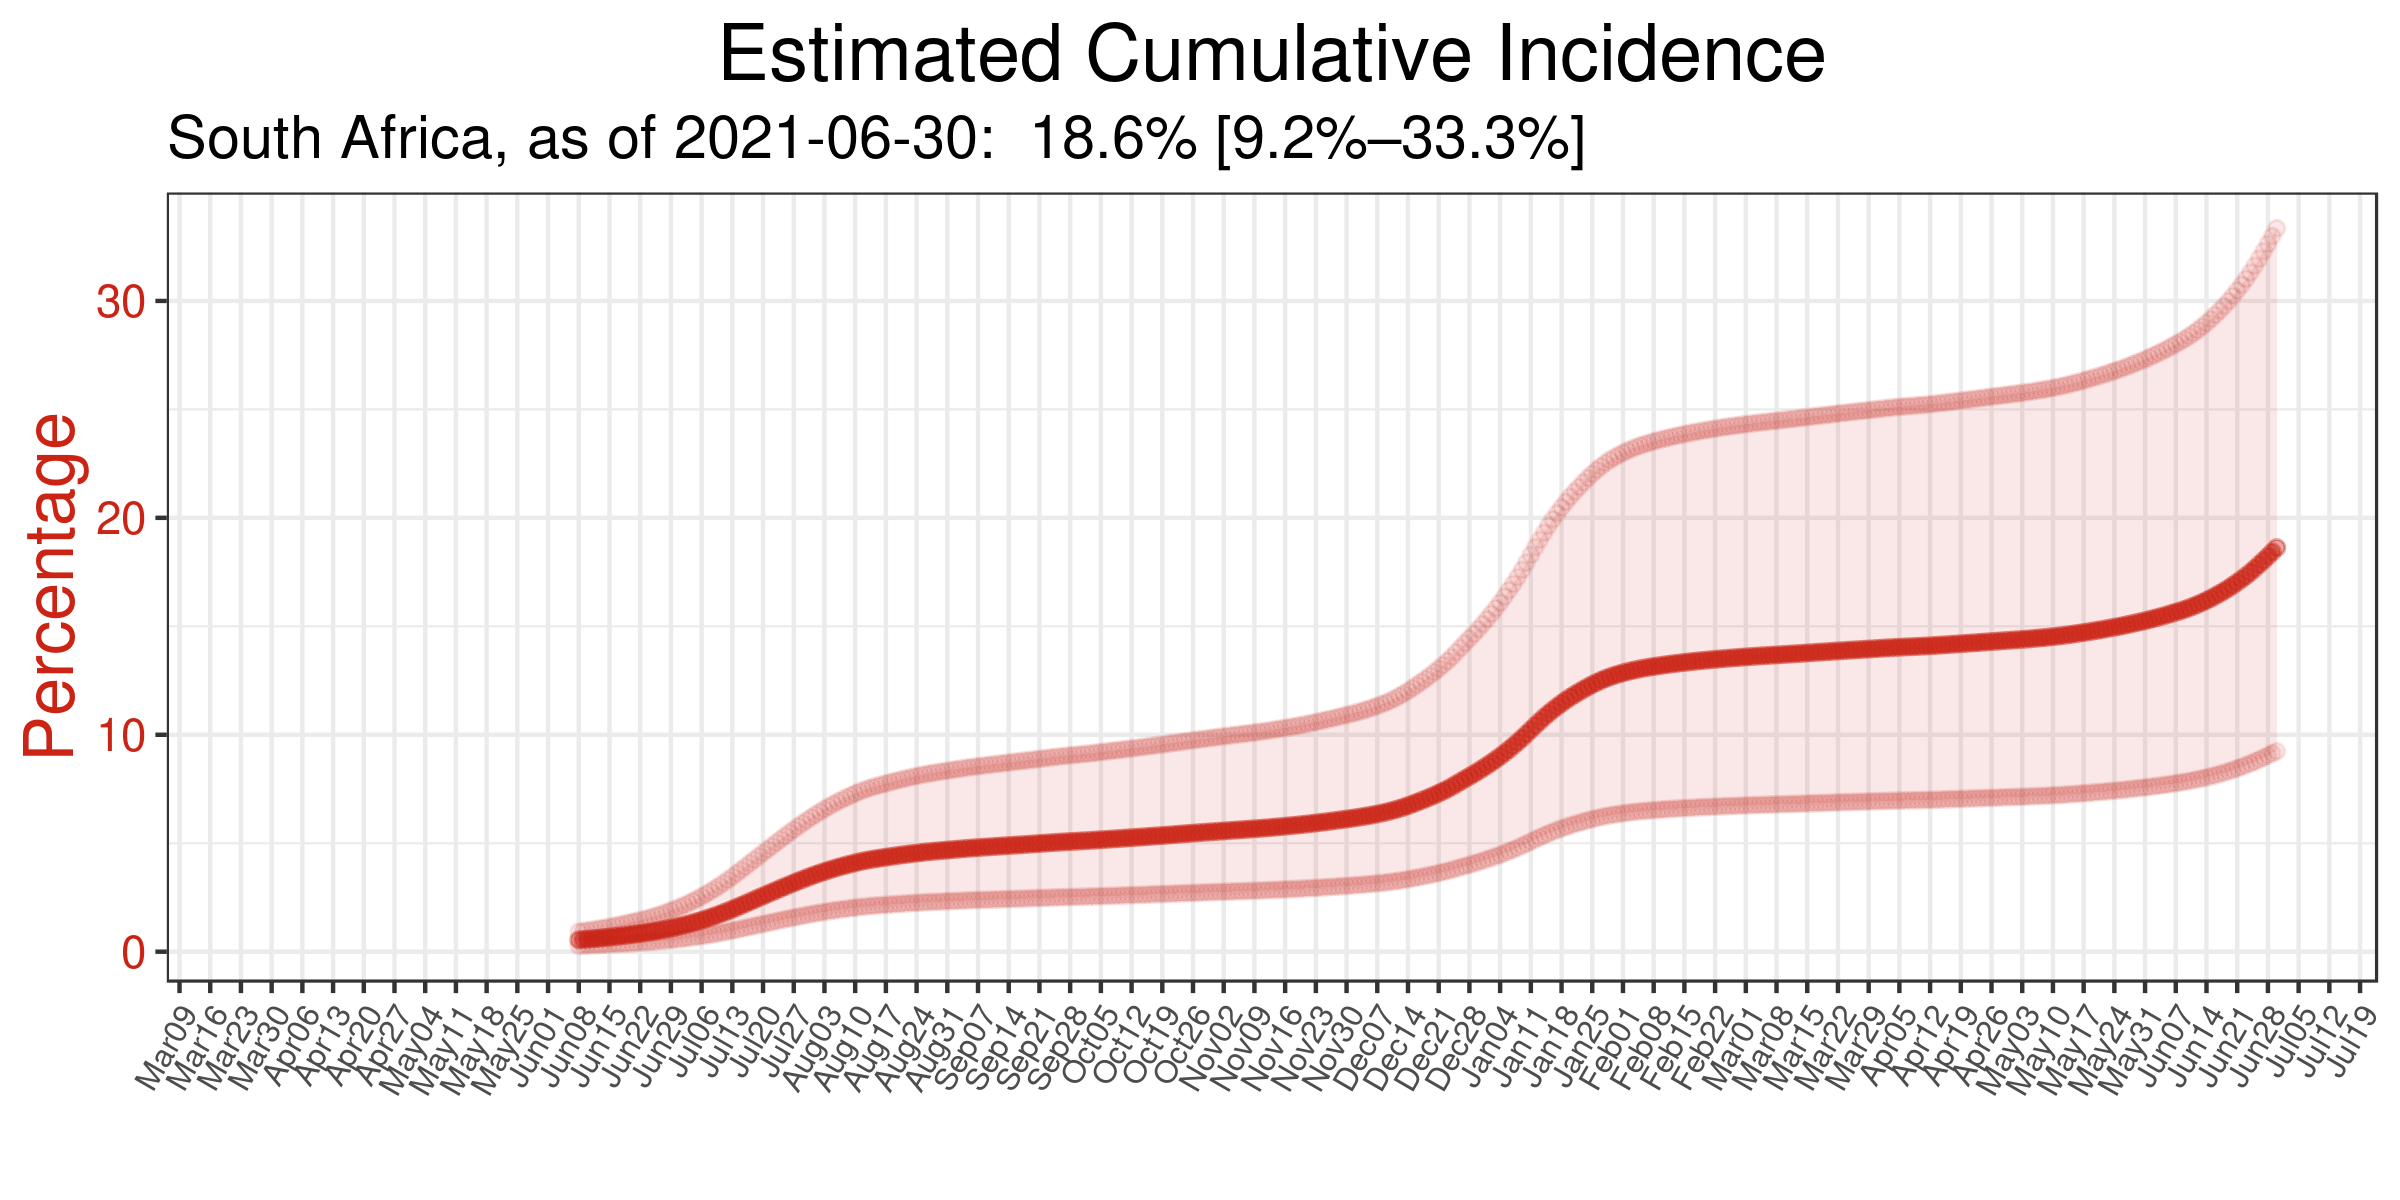 Estimated Cumulative Incidence
South Africa, as of 2021-06-30:  18.6% [9.2%–33.3%]
Percentage
30
20
10
0
Mar09
Mar16
Mar23
Mar30
Apr06
Apr13
Apr20
Apr27
May04
May11
May18
May25
Jun01
Jun08
Jun15
Jun22
Jun29
Jul06
Jul13
Jul20
Jul27
Aug03
Aug10
Aug17
Aug24
Aug31
Sep07
Sep14
Sep21
Sep28
Oct05
Oct12
Oct19
Oct26
Nov02
Nov09
Nov16
Nov23
Nov30
Dec07
Dec14
Dec21
Dec28
Jan04
Jan11
Jan18
Jan25
Feb01
Feb08
Feb15
Feb22
Mar01
Mar08
Mar15
Mar22
Mar29
Apr05
Apr12
Apr19
Apr26
May03
May10
May17
May24
May31
Jun07
Jun14
Jun21
Jun28
Jul05
Jul12
Jul19